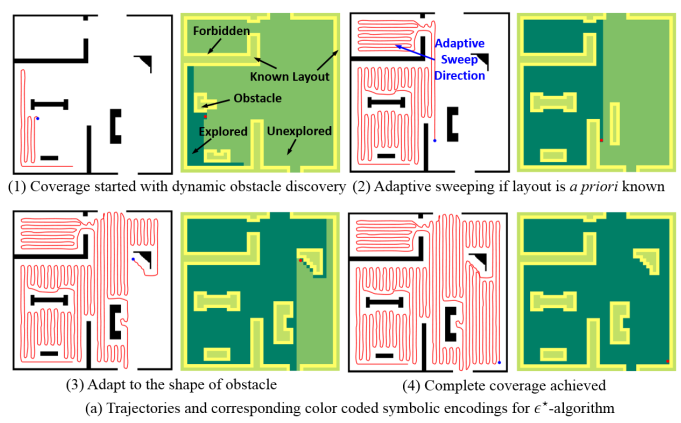 Forbidden
Known Layout
Obstacle
Explored
Unexplored
Adaptive
Sweep
Direction
(1) Coverage started with dynamic obstacle discovery
(2) Adaptive sweeping if layout is a priori known
(3) Adapt to the shape of obstacle
(4) Complete coverage achieved
(a) Trajectories and corresponding color coded symbolic encodings for ϵ*-algorithm